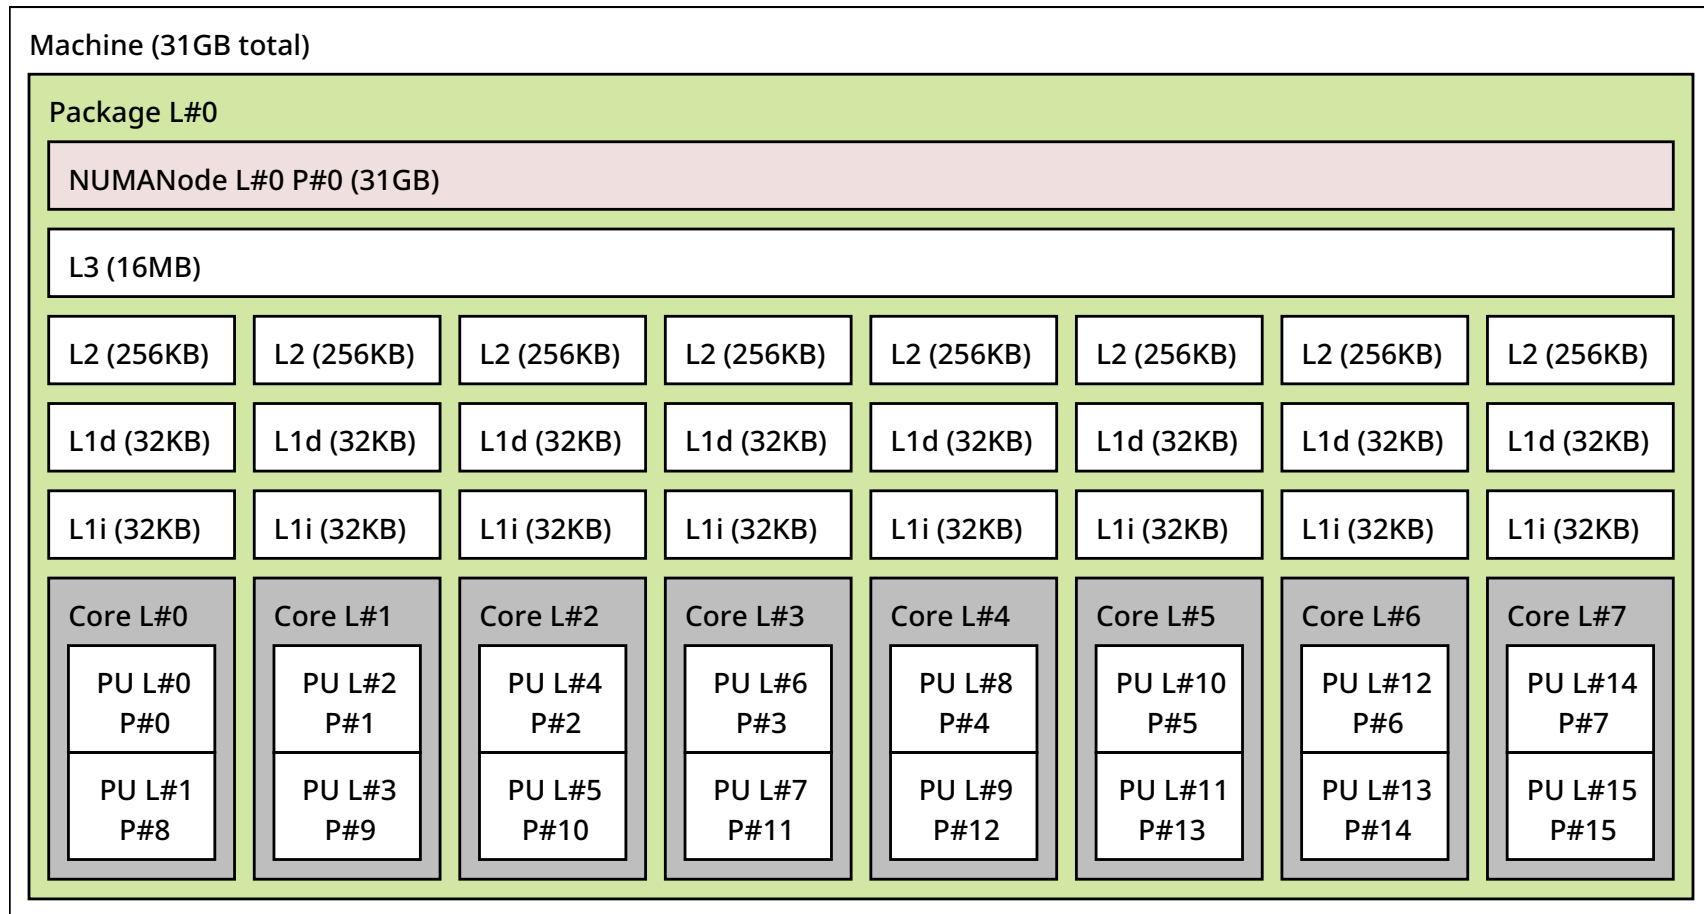 Machine (31GB total)
Package L#0
NUMANode L#0 P#0 (31GB)
L3 (16MB)
L2 (256KB) L2 (256KB) L2 (256KB) L2 (256KB) L2 (256KB) L2 (256KB) L2 (256KB) L2 (256KB)
L1d (32KB) L1d (32KB) L1d (32KB) L1d (32KB) L1d (32KB) L1d (32KB) L1d (32KB) L1d (32KB)
L1i (32KB) L1i (32KB) L1i (32KB) L1i (32KB) L1i (32KB) L1i (32KB) L1i (32KB) L1i (32KB)
Core L#0 Core L#1 Core L#2 Core L#3 Core L#4 Core L#5 Core L#6 Core L#7
PU L#0 PU L#2 PU L#4 PU L#6 PU L#8 PU L#10 PU L#12 PU L#14
P#0 P#1 P#2 P#3 P#4 P#5 P#6 P#7
PU L#1 PU L#3 PU L#5 PU L#7 PU L#9 PU L#11 PU L#13 PU L#15
P#8 P#9 P#10 P#11 P#12 P#13 P#14 P#15